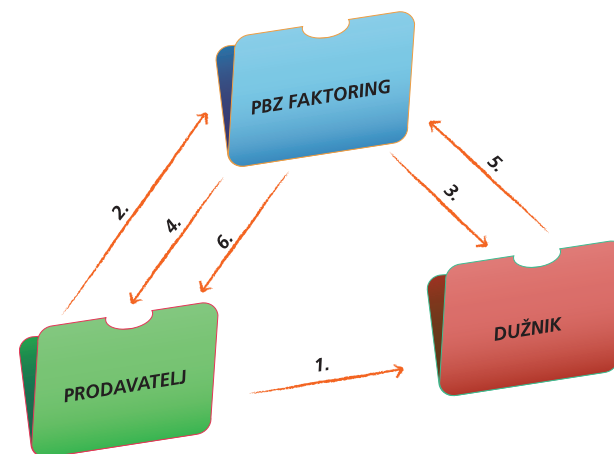 PBZ FAKTORING
2.
4.
6.
3.
5.
DUŽNIK
PRODAVATELJ
1.